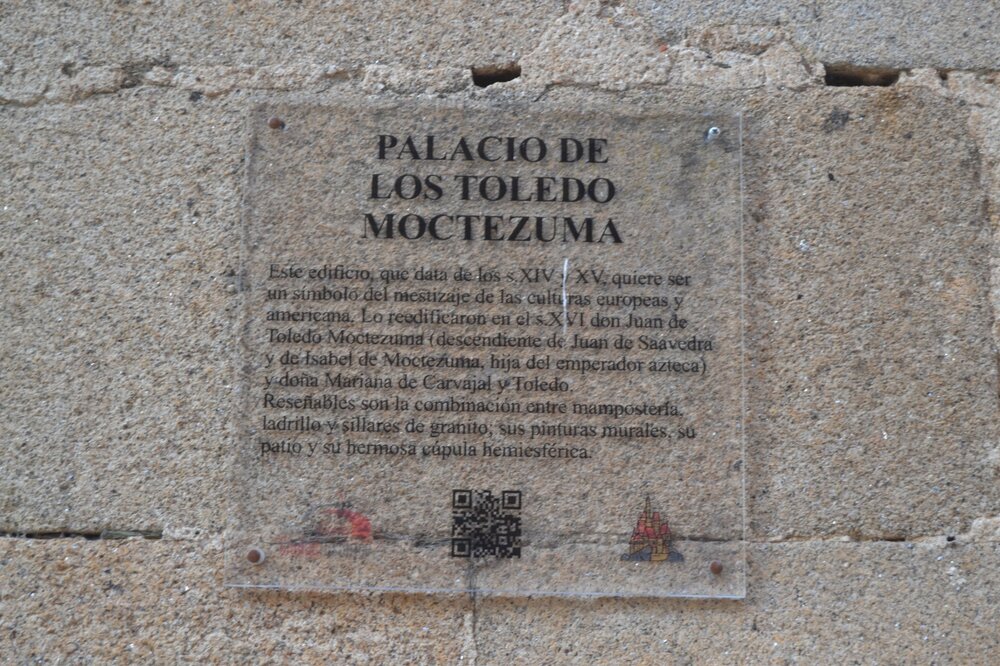 PALACIO DE
LOS TOLEDO
MOCTEZUMA
Este edificio, que data de los s.XIV y XV, quiere ser
un símbolo del mestizaje de las culturas europeas y
americana. Lo reedificaron en el s.XVI don Juan de
Toledo Moctezuma (descendiente de Juan de Saavedra
y de Isabel de Moctezuma, hija del emperador azteca)
y doña Mariana de Carvajal y Toledo.
Reseñables son la combinación entre mampostería,
ladrillo y sillares de granito; sus pinturas murales, su
patio y su hermosa cúpula hemiesférica.